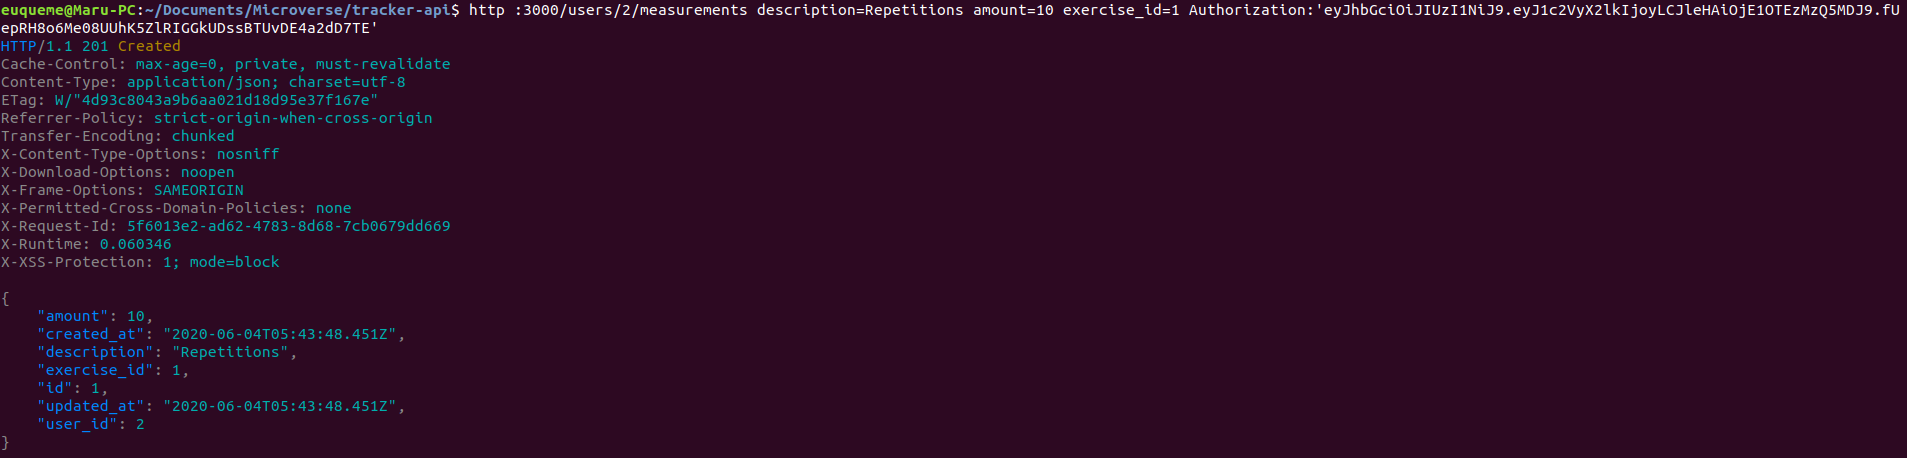 euqueme@Maru-PC:~/Documents/Microverse/tracker-api$ http :3000/users/2/measurements description=Repetitions amount=10 exercise_id=1 Authorization:'eyJhbGciOiJIUzI1NiJ9.eyJ1c2VyX2lkIjoyLCJleHAiOjE1OTEzMzQ5MDJ9.fU
epRH8o6Me08UUhK5ZlRIGGkUDssBTUvDE4a2dD7TE'
HTTP/1.1 201 Created
Cache-Control: max-age=0, private, must-revalidate
Content-Type: application/json; charset=utf-8
ETag: W/"4d93c8043a9b6aa021d18d95e37f167e"
Referrer-Policy: strict-origin-when-cross-origin
Transfer-Encoding: chunked
X-Content-Type-Options: nosniff
X-Download-Options: noopen
X-Frame-Options: SAMEORIGIN
X-Permitted-Cross-Domain-Policies: none
X-Request-Id: 5f6013e2-ad62-4783-8d68-7cb0679dd669
X-Runtime: 0.060346
X-XSS-Protection: 1; mode=block

{
    "amount": 10,
    "created_at": "2020-06-04T05:43:48.451Z",
    "description": "Repetitions",
    "exercise_id": 1,
    "id": 1,
    "updated_at": "2020-06-04T05:43:48.451Z",
    "user_id": 2
}